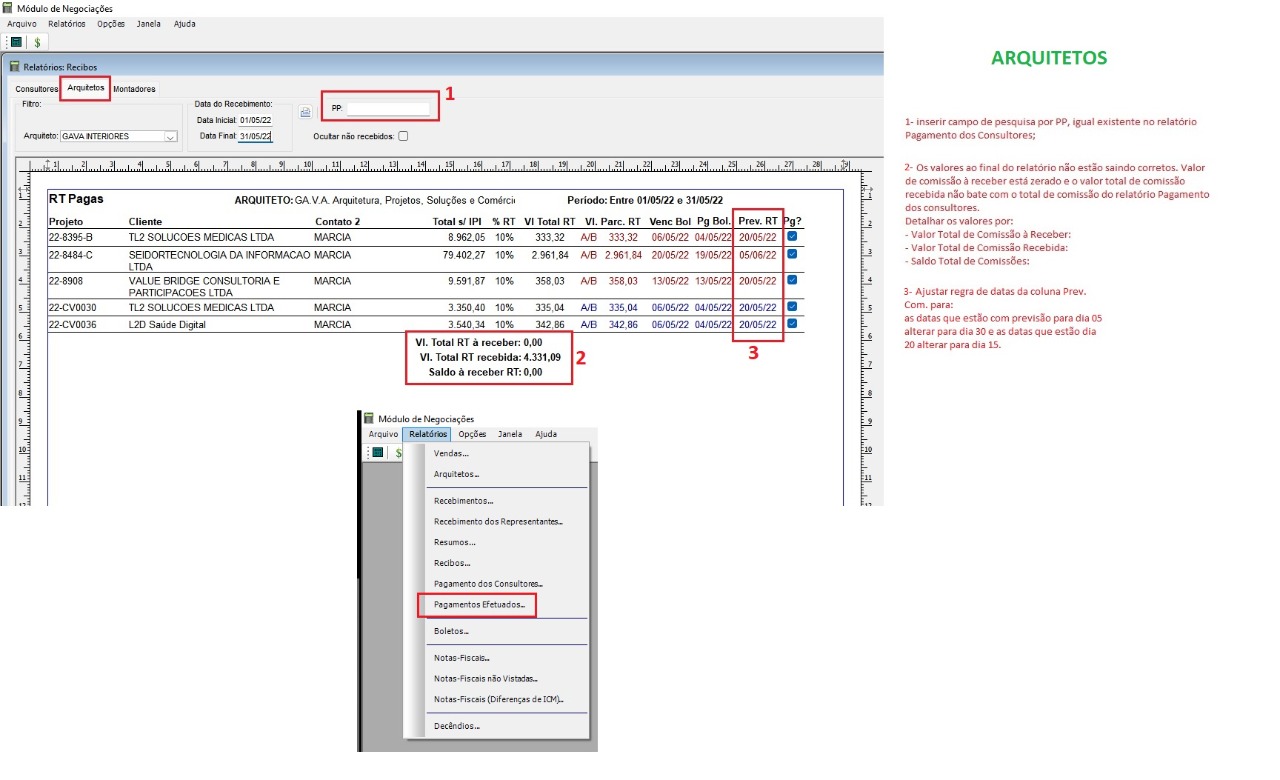 Módulo de Negociações
Arquivo Relatórios Opções Janela Ajuda
$
Relatórios: Recibos
Consultores Arquitetos Montadores
Filtro:
Arquiteto: GAVA INTERIORES
Data do Recebimento:
Data Inicial: 01/05/22
Data Final: 31/05/22
PP:
Ocultar não recebidos:
1
RT Pagas ARQUITETO: GA.V.A. Arquitetura, Projetos, Soluções e Comérci Período: Entre 01/05/22 e 31/05/22
Projeto Cliente Contato 2 Total s/ IPI % RT Vl Total RT Vl. Parc. RT Venc Bol Pg Bol. Prev. RT Pg?
22-8395-B TL2 SOLUCOES MEDICAS LTDA MARCIA 8.962,05 10% 333,32 A/B 333,32 06/05/22 04/05/22 20/05/22
22-8484-C SEIDORTECNOLOGIA DA INFORMACAO MARCIA 79.402,27 10% 2.961,84 A/B 2.961,84 20/05/22 19/05/22 05/06/22
LTDA
22-8908 VALUE BRIDGE CONSULTORIA E MARCIA 9.591,87 10% 358,03 A/B 358,03 13/05/22 13/05/22 20/05/22
PARTICIPACOES LTDA
22-CV0030 TL2 SOLUCOES MEDICAS LTDA MARCIA 3.350,40 10% 335,04 A/B 335,04 06/05/22 04/05/22 20/05/22
22-CV0036 L2D Saúde Digital MARCIA 3.540,34 10% 342,86 A/B 342,86 06/05/22 04/05/22 20/05/22
Vl. Total RT à receber: 0,00
Vl. Total RT recebida: 4.331,09
Saldo à receber RT: 0,00
2
3
Módulo de Negociações
Arquivo Relatórios Opções Janela Ajuda
$
Vendas...
Arquitetos...
Recebimentos...
Recebimento dos Representantes...
Resumos...
Recibos...
Pagamento dos Consultores...
Pagamentos Efetuados...
Boletos...
Notas-Fiscais...
Notas-Fiscais não Vistadas...
Notas-Fiscais (Diferenças de ICM)...
Decêndios...
ARQUITETOS
1- inserir campo de pesquisa por PP, igual existente no relatório
Pagamento dos Consultores;
2- Os valores ao final do relatório não estão saindo corretos. Valor
de comissão à receber está zerado e o valor total de comissão
recebida não bate com o total de comissão do relatório Pagamento
dos consultores.
Detalhar os valores por:
- Valor Total de Comissão à Receber:
- Valor Total de Comissão Recebida:
- Saldo Total de Comissões:
3- Ajustar regra de datas da coluna Prev.
Com. para:
as datas que estão com previsão para dia 05
alterar para dia 30 e as datas que estão dia
20 alterar para dia 15.